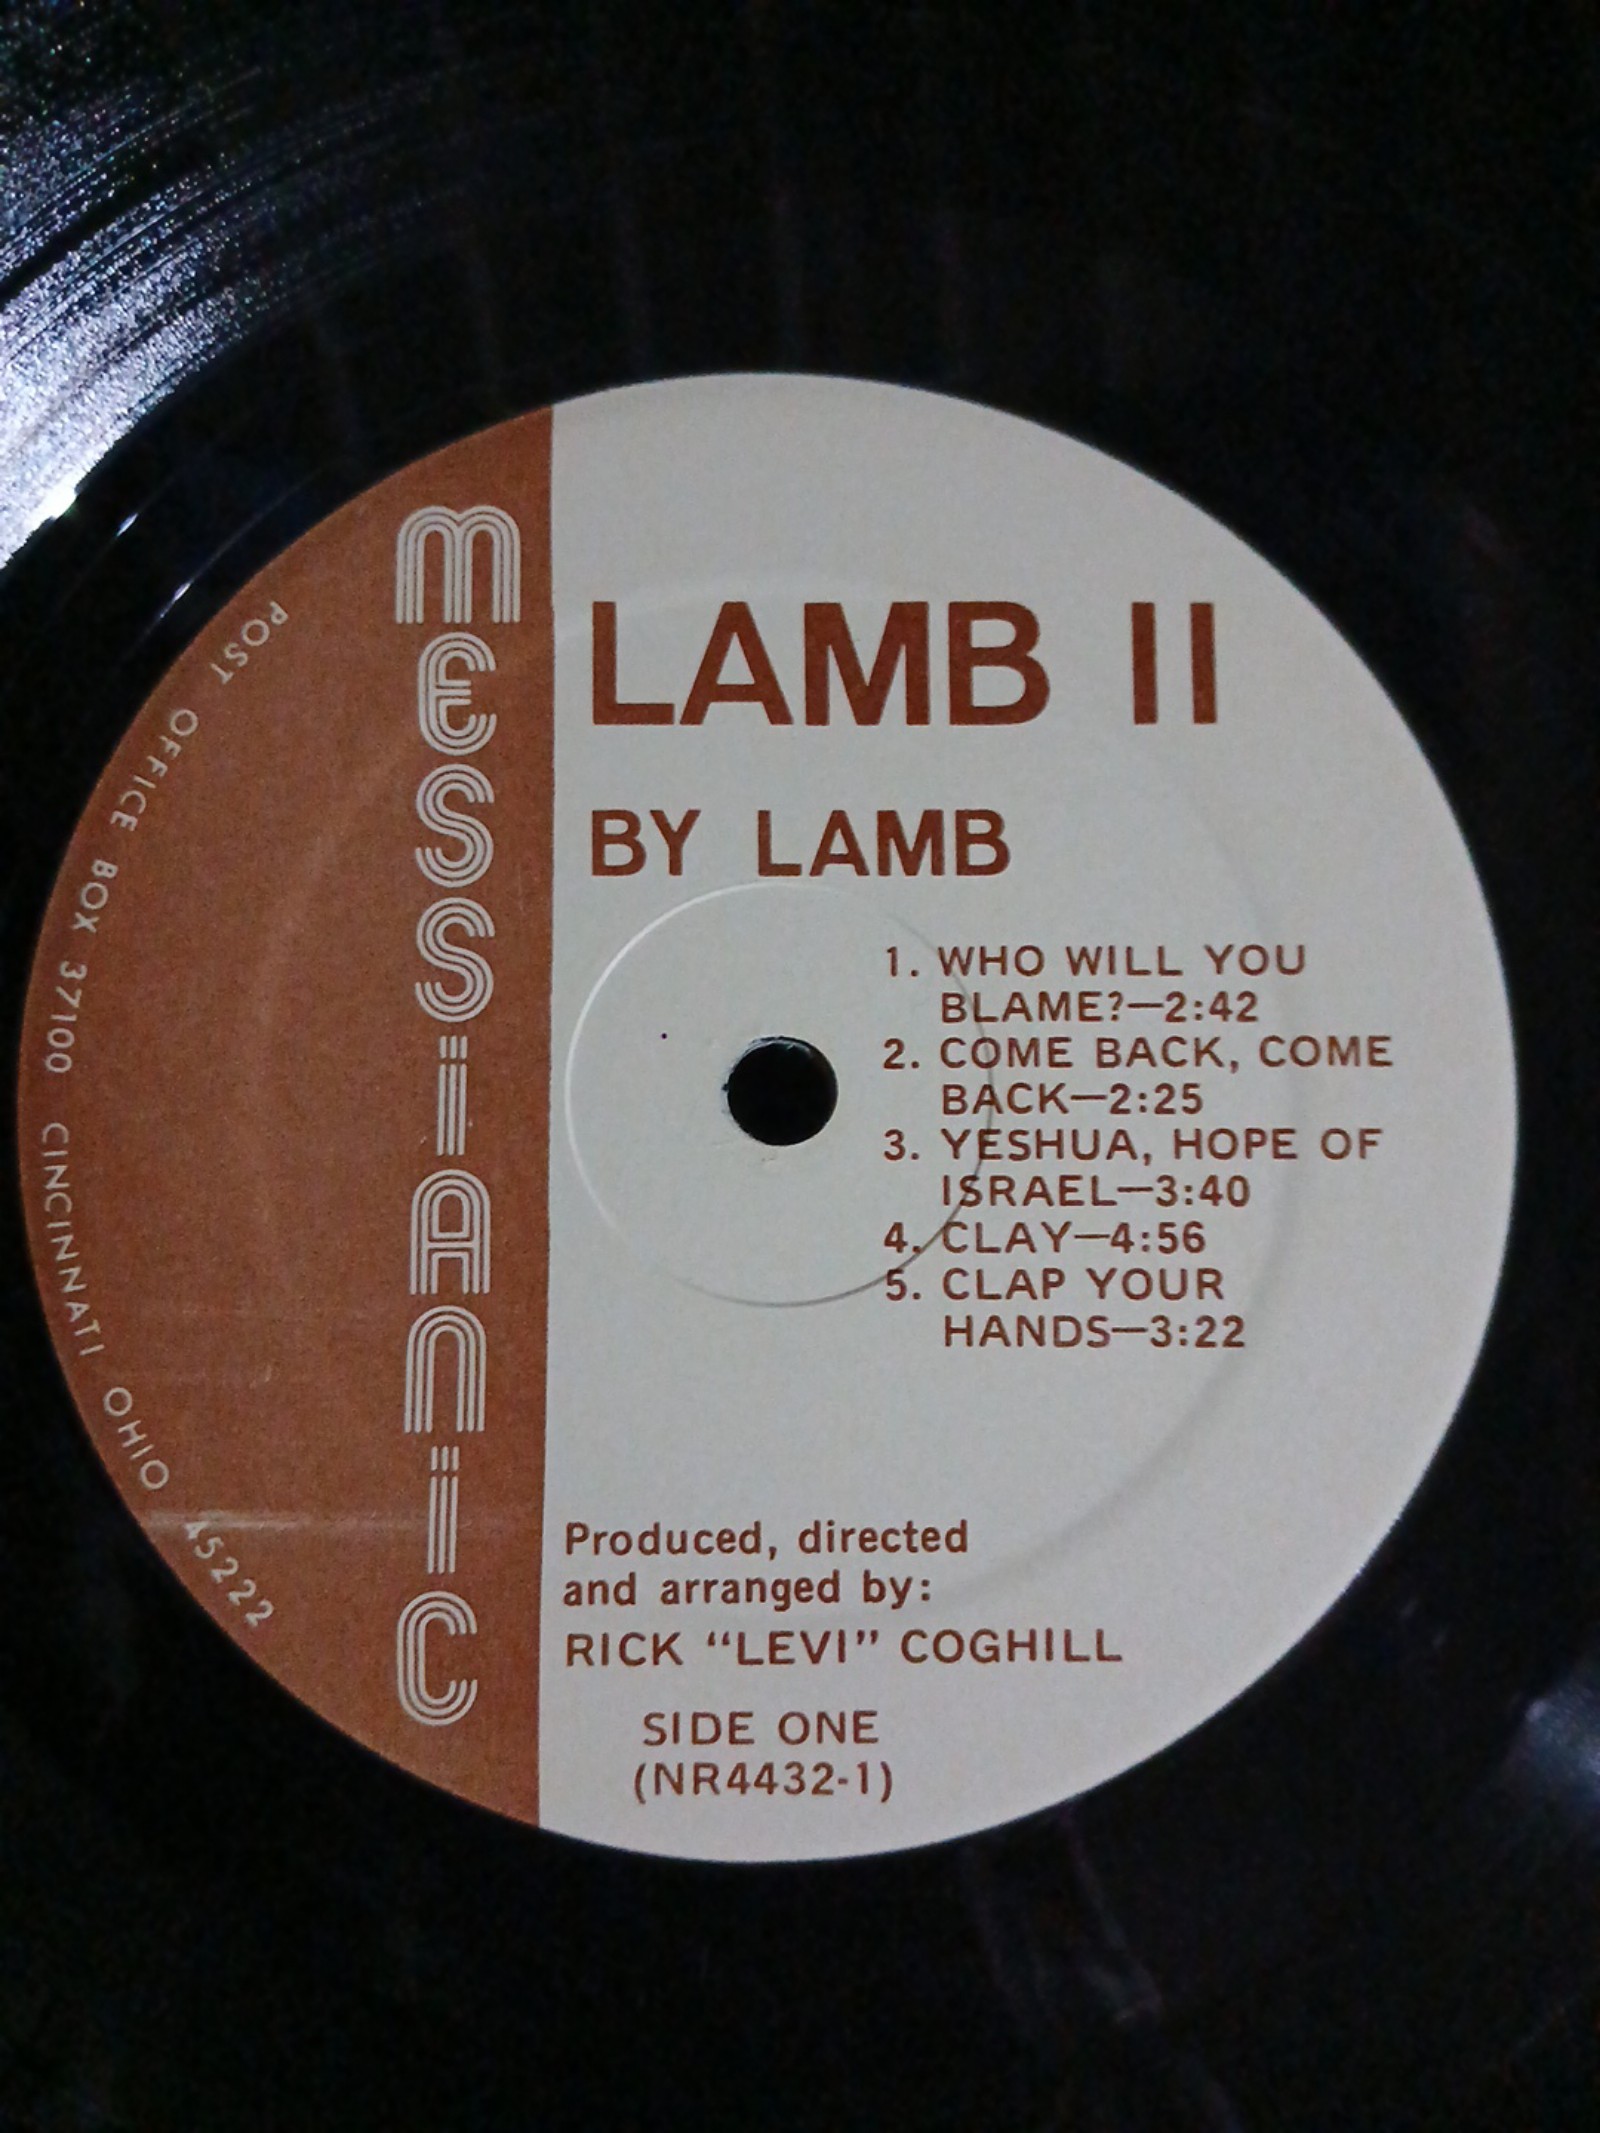 MESSIANIC
POST OFFICE BOX 37100 CINCINNATI OHIO 45222
LAMB II
BY LAMB
1. WHO WILL YOU
BLAME?—2:42
2. COME BACK, COME
BACK—2:25
3. YESHUA, HOPE OF
ISRAEL—3:40
4. CLAY—4:56
5. CLAP YOUR
HANDS—3:22
Produced, directed
and arranged by:
RICK “LEVI” COGHILL
SIDE ONE
(NR4432-1)